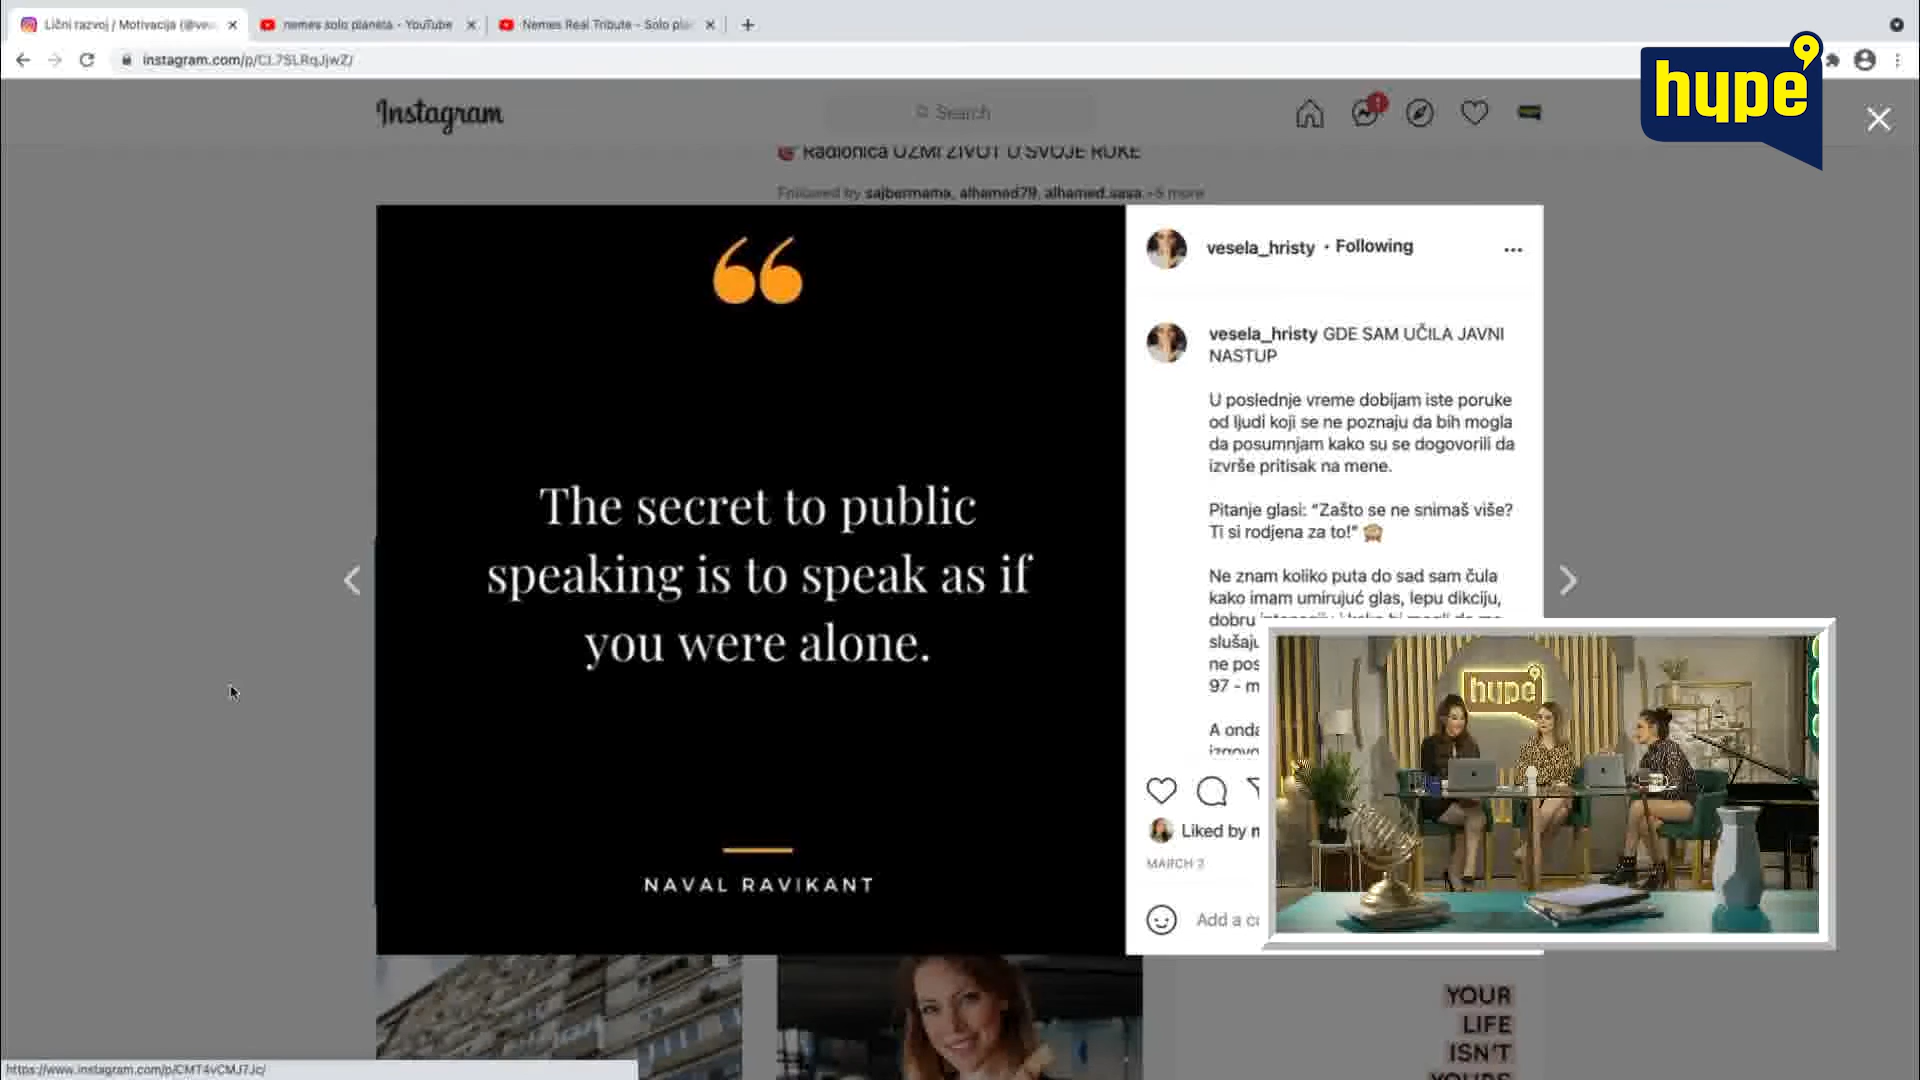 Lični razvoj / Motivacija (@ves
nemes solo planeta - YouTube
Nemes Real Tribute - Solo pla
instagram.com/p/CL7SLRqJjwZ/
hype
Instagram
Search
1
Radionica UZMI ŽIVOT U SVOJE RUKE
Followed by sajbermama, alhamed79, alhamed.sasa +5 more
The secret to public
speaking is to speak as if
you were alone.
NAVAL RAVIKANT
vesela_hristy • Following
vesela_hristy GDE SAM UČILA JAVNI
NASTUP
U poslednje vreme dobijam iste poruke
od ljudi koji se ne poznaju da bih mogla
da posumnjam kako su se dogovorili da
izvrše pritisak na mene.
Pitanje glasi: “Zašto se ne snimaš više?
Ti si rodjena za to!”
Ne znam koliko puta do sad sam čula
kako imam umirujuć glas, lepu dikciju,
dobru
slušaju
ne pos
97 - m
A onda
izgovo
Liked by
MARCH 2
Add a co
hype
YOUR
LIFE
ISN'T
YOURS
https://www.instagram.com/p/CMT4vCMJ7Jc/